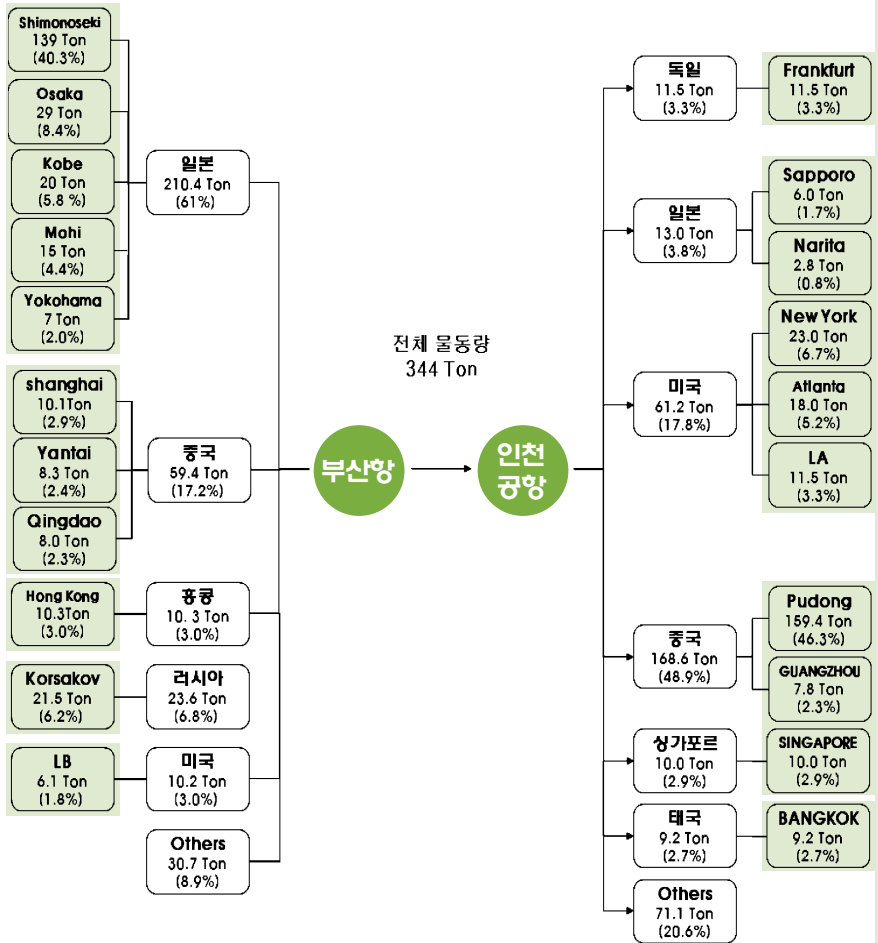 Shimonoseki
139 Ton
(40.3%)
Osaka
29 Ton
(8.4%)
Kobe
20 Ton
(5.8 %)
Mohi
15 Ton
(4.4%)
Yokohama
7 Ton
(2.0%)
일본
210.4 Ton
(61%)
shanghai
10.1Ton
(2.9%)
Yantai
8.3 Ton
(2.4%)
Qingdao
8.0 Ton
(2.3%)
중국
59.4 Ton
(17.2%)
Hong Kong
10.3Ton
(3.0%)
홍콩
10. 3 Ton
(3.0%)
Korsakov
21.5 Ton
(6.2%)
러시아
23.6 Ton
(6.8%)
LB
6.1 Ton
(1.8%)
미국
10.2 Ton
(3.0%)
Others
30.7 Ton
(8.9%)
전체 물동량
344 Ton
부산항
인천
공항
독일
11.5 Ton
(3.3%)
Frankfurt
11.5 Ton
(3.3%)
일본
13.0 Ton
(3.8%)
Sapporo
6.0 Ton
(1.7%)
Narita
2.8 Ton
(0.8%)
미국
61.2 Ton
(17.8%)
New York
23.0 Ton
(6.7%)
Atlanta
18.0 Ton
(5.2%)
LA
11.5 Ton
(3.3%)
중국
168.6 Ton
(48.9%)
Pudong
159.4 Ton
(46.3%)
GUANGZHOU
7.8 Ton
(2.3%)
싱가포르
10.0 Ton
(2.9%)
SINGAPORE
10.0 Ton
(2.9%)
태국
9.2 Ton
(2.7%)
BANGKOK
9.2 Ton
(2.7%)
Others
71.1 Ton
(20.6%)